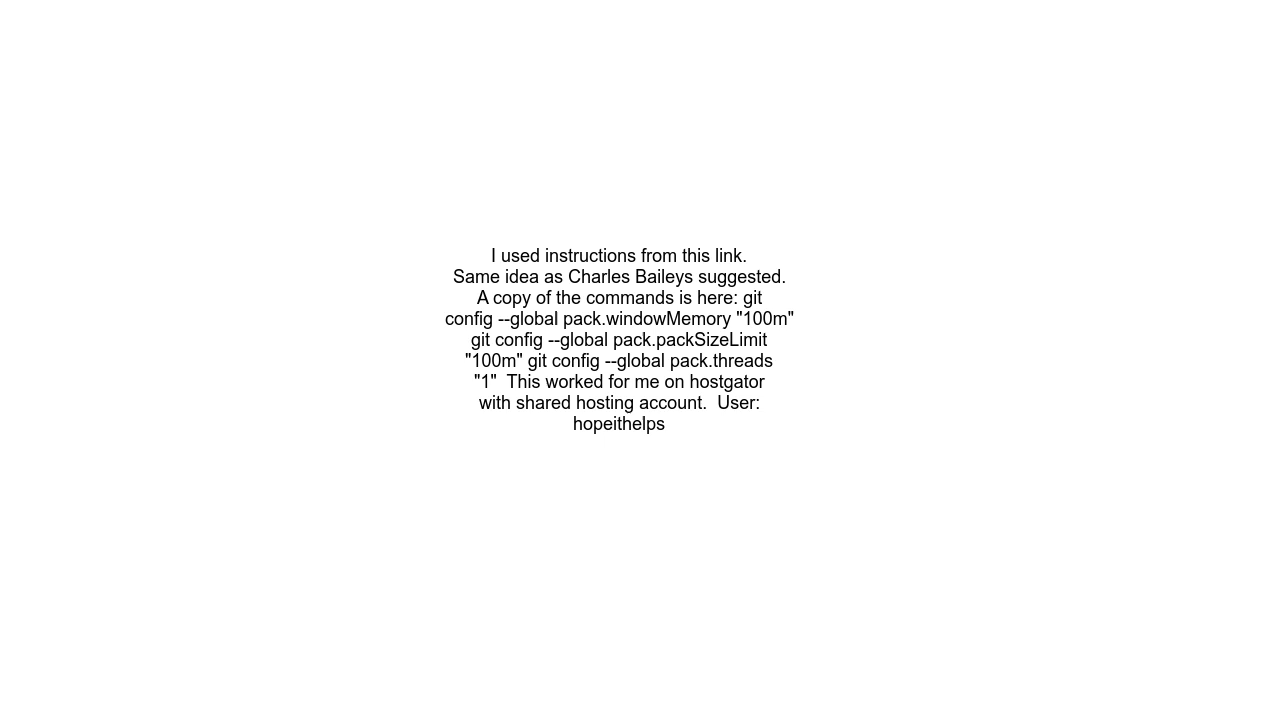 I used instructions from this link.
Same idea as Charles Baileys suggested.
A copy of the commands is here: git
config --global pack.windowMemory "100m"
git config --global pack.packSizeLimit
"100m" git config --global pack.threads
"1"  This worked for me on hostgator
with shared hosting account.  User:
hopeithelps